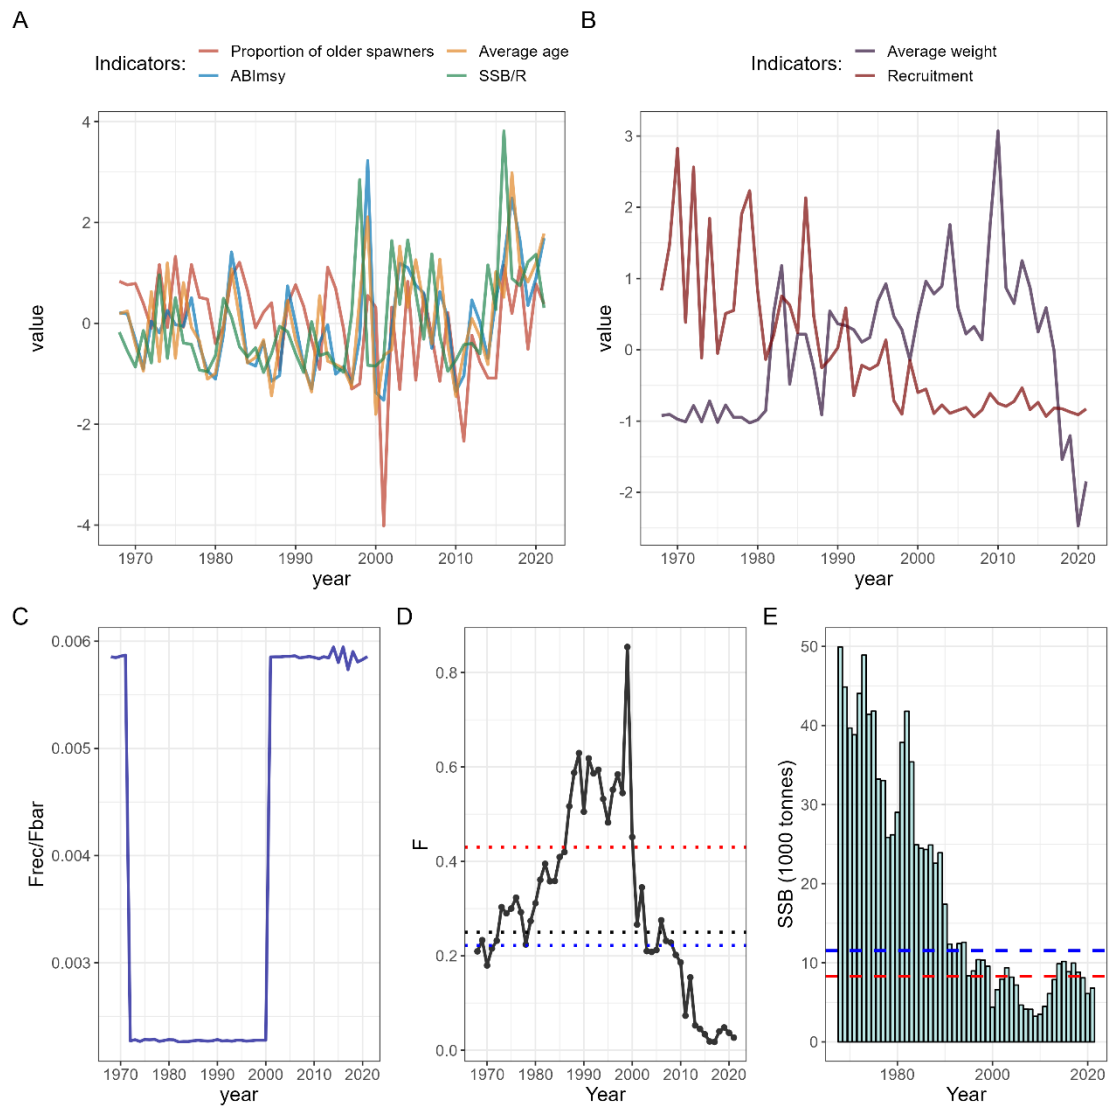 A
B
Indicators:
Proportion of older spawners
Average age
ABImsy
SSB/R
Indicators:
Average weight
Recruitment
value
4
2
0
-2
-4
1970
1980
1990
2000
2010
2020
year
value
3
2
1
0
-1
-2
1970
1980
1990
2000
2010
2020
year
C
D
E
Frec/Fbar
0.006
0.005
0.004
0.003
1970
1980
1990
2000
2010
2020
year
F
0.8
0.6
0.4
0.2
0.0
1970
1980
1990
2000
2010
2020
Year
SSB (1000 tonnes)
50
40
30
20
10
0
1980
2000
2020
Year